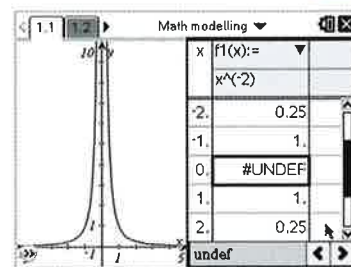 1.1 1.2 Math modelling
10 y
1
-1 1 x 5
x f1(x):=
x^(-2)
-2. 0.25
-1. 1.
0. #UNDEF
1. 1.
2. 0.25
undef